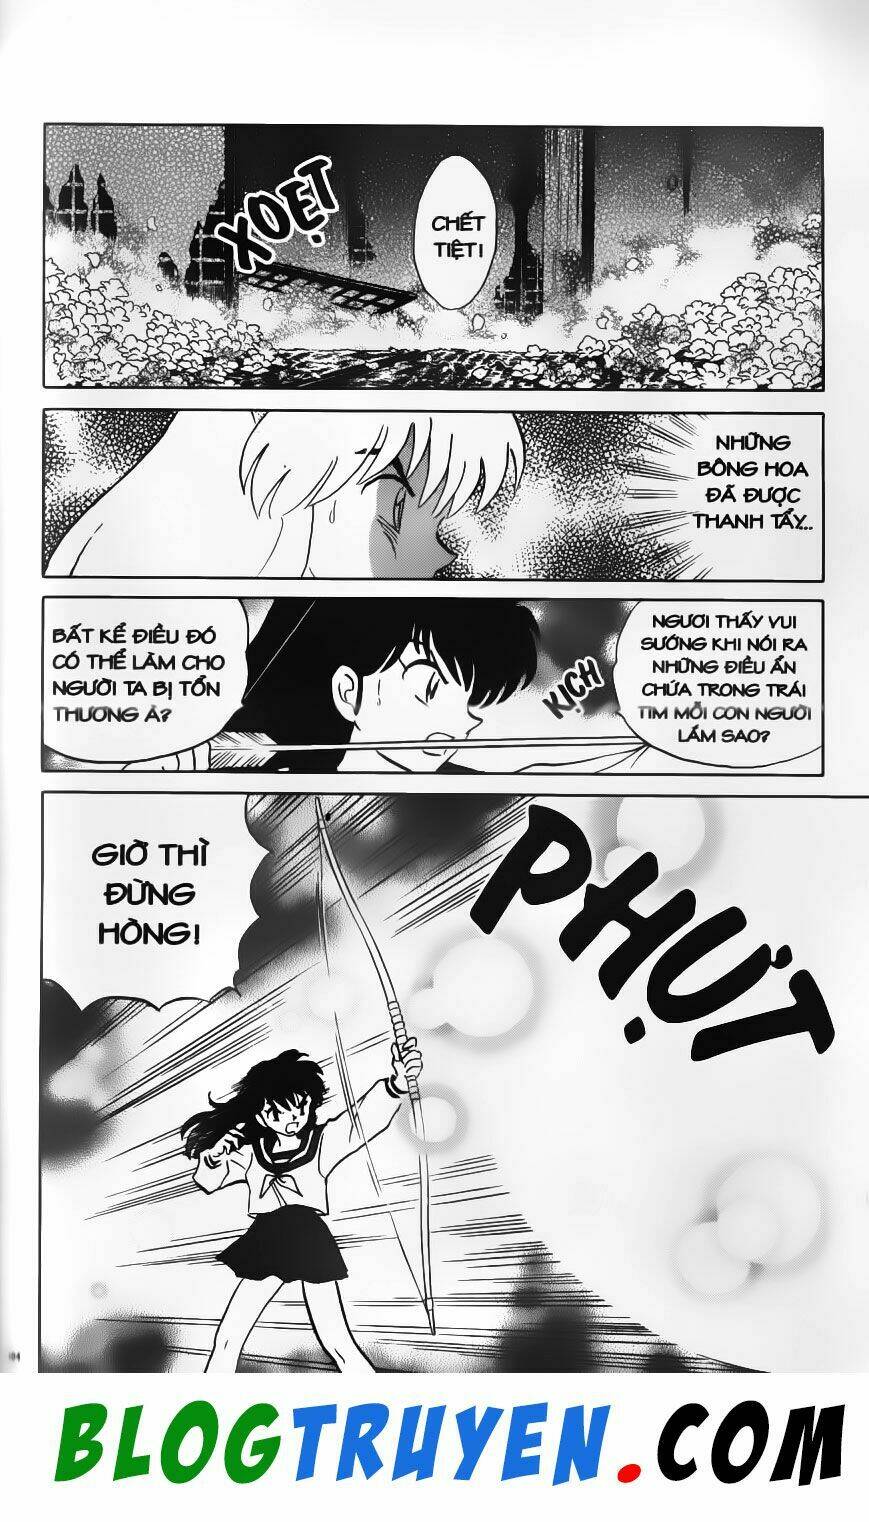 XOẸT
CHẾT
TIỆT!
NHỮNG
BÔNG HOA
ĐÃ ĐƯỢC
THANH TẨY...
NGƯƠI THẤY VUI
SƯỚNG KHI NÓI RA
NHỮNG ĐIỀU ẨN
CHỨA TRONG TRÁI
TIM MỖI CON NGƯỜI
LẮM SAO?
KỊCH
BẤT KỂ ĐIỀU ĐÓ
CÓ THỂ LÀM CHO
NGƯỜI TA BỊ TỔN
THƯƠNG À?
PHỰT
GIỜ THÌ
ĐỪNG
HÒNG!
BLOGTRUYEN.COM